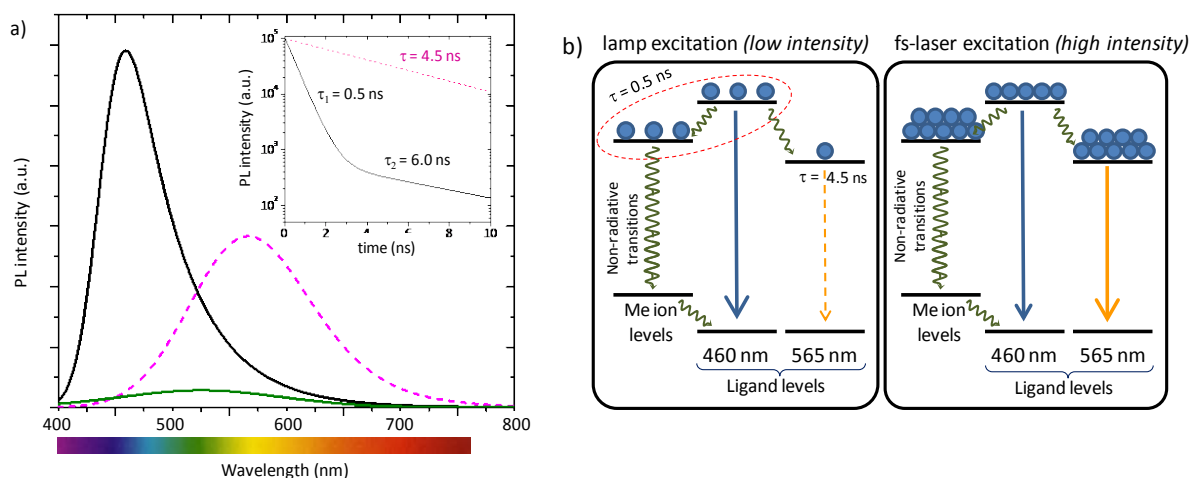 a)
PL intensity (a.u.)
400 500 600 700 800
Wavelength (nm)
PL intensity (a.u.)
10⁵
10⁴
10³
10²
0 2 4 6 8 10
time (ns)
τ = 4.5 ns
τ₁ = 0.5 ns
τ₂ = 6.0 ns
b)
lamp excitation (low intensity)
τ = 0.5 ns
τ = 4.5 ns
Non-radiative
transitions
Me ion
levels
460 nm 565 nm
Ligand levels
fs-laser excitation (high intensity)
Non-radiative
transitions
Me ion
levels
460 nm 565 nm
Ligand levels